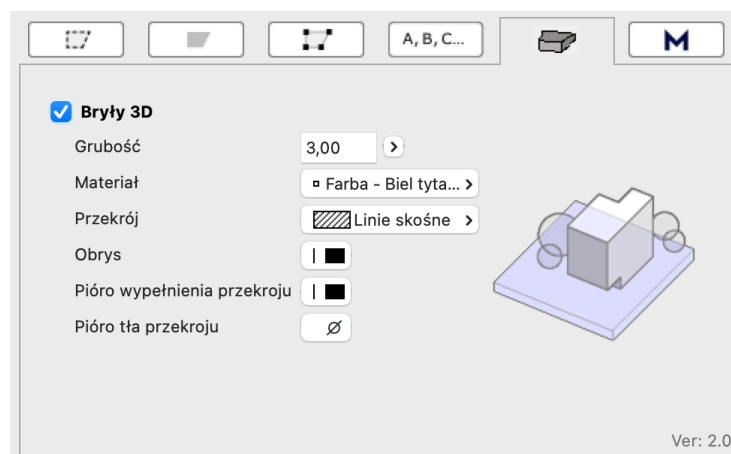 A, B, C...
M
Bryły 3D
Grubość 3,00
Materiał Farba - Biel tyta...
Przekrój Linie skośne
Obrys
Pióro wypełnienia przekroju
Pióro tła przekroju
Ver: 2.0